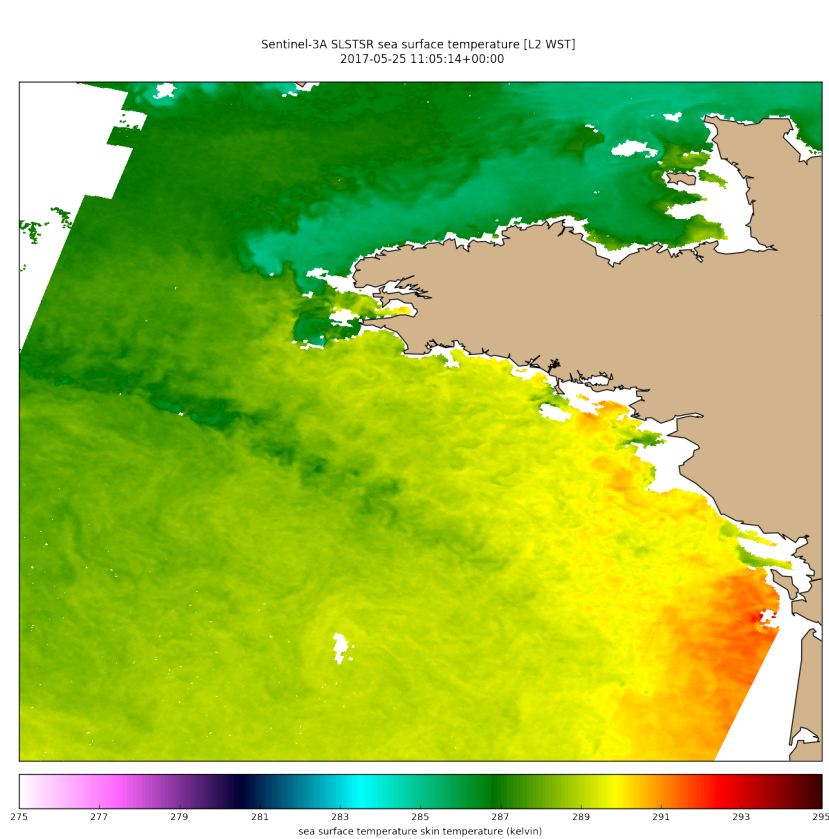 Sentinel-3A SLSTSR sea surface temperature [L2 WST]
2017-05-25 11:05:14+00:00
275 277 279 281 283 285 287 289 291 293 295
sea surface temperature skin temperature (kelvin)